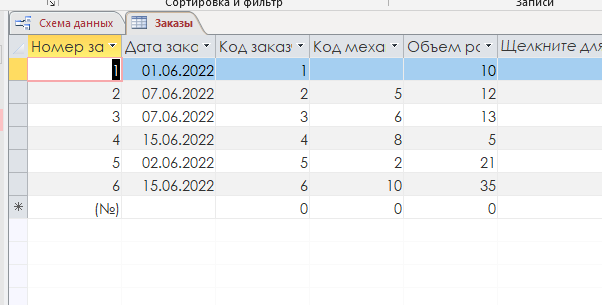 Сортировка и фильтр Записи
Схема данных Заказы
Номер за Дата зака Код заказч Код меха Объем ра Щелкните для
1 01.06.2022 1 10
2 07.06.2022 2 5 12
3 07.06.2022 3 6 13
4 15.06.2022 4 8 5
5 02.06.2022 5 2 21
6 15.06.2022 6 10 35
* (№) 0 0 0